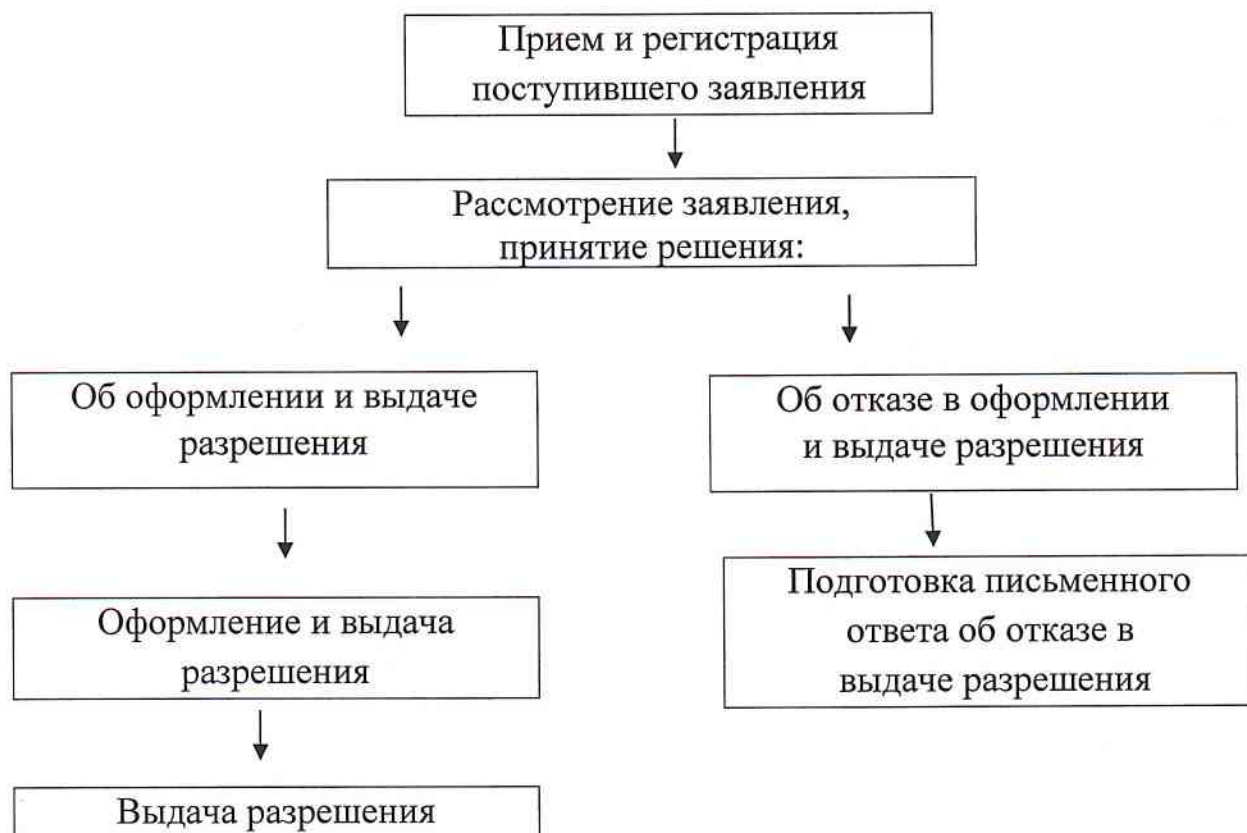 Прием и регистрация
поступившего заявления
Рассмотрение заявления,
принятие решения:
Об оформлении и выдаче
разрешения
Об отказе в оформлении
и выдаче разрешения
Оформление и выдача
разрешения
Подготовка письменного
ответа об отказе в
выдаче разрешения
Выдача разрешения